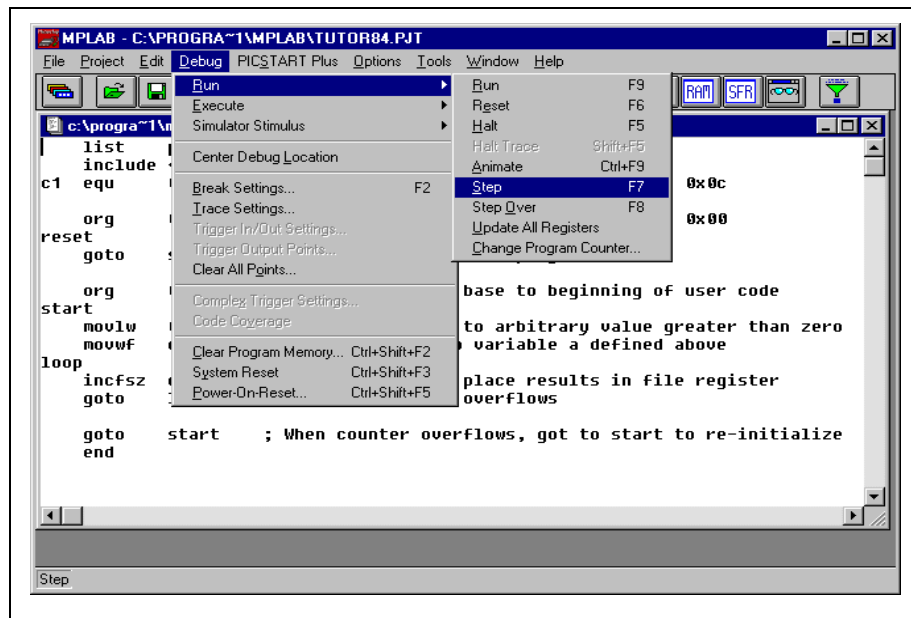 MPLAB - C:\PROGRA~1\MPLAB\TUTOR84.PJT
File Project Edit Debug PICSTART Plus Options Tools Window Help
RAM SFR
c:\progra~1\
Run
Execute
Simulator Stimulus
Center Debug Location
Break Settings... F2
Trace Settings...
Trigger In/Out Settings...
Trigger Output Points...
Clear All Points...
Complex Trigger Settings...
Code Coverage
Clear Program Memory... Ctrl+Shift+F2
System Reset Ctrl+Shift+F3
Power-On-Reset... Ctrl+Shift+F5
Run F9
Reset F6
Halt F5
Halt Trace Shift+F5
Animate Ctrl+F9
Step F7
Step Over F8
Update All Registers
Change Program Counter...
list
include <
c1 equ 0x0c
org 0x00
reset
goto
org base to beginning of user code
start
movlw to arbitrary value greater than zero
movwf variable a defined above
loop
incfsz place results in file register
goto overflows
goto start ; When counter overflows, got to start to re-initialize
end
Step